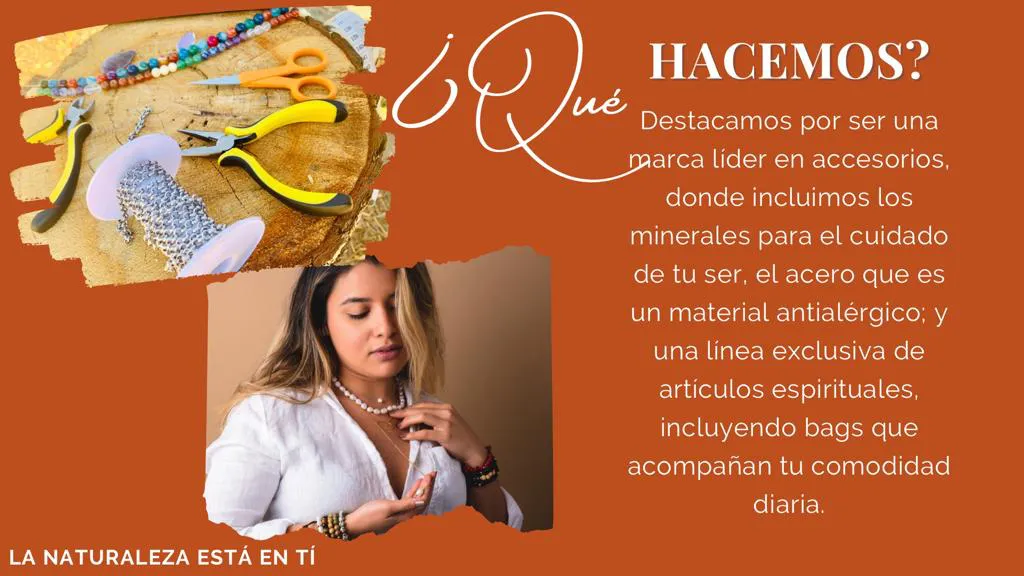 ¿Qué
HACEMOS?
Destacamos por ser una
marca líder en accesorios,
donde incluimos los
minerales para el cuidado
de tu ser, el acero que es
un material antialérgico; y
una línea exclusiva de
artículos espirituales,
incluyendo bags que
acompañan tu comodidad
diaria.
LA NATURALEZA ESTÁ EN TÍ